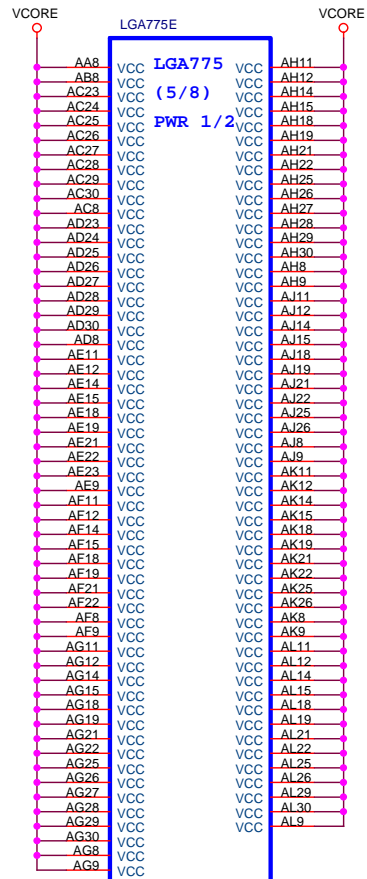 VCORE VCORE
LGA775E
AA8 VCC LGA775 VCC AH11
AB8 VCC VCC AH12
AC23 VCC (5/8) VCC AH14
AC24 VCC VCC AH15
AC25 VCC PWR 1/2 VCC AH18
AC26 VCC VCC AH19
AC27 VCC VCC AH21
AC28 VCC VCC AH22
AC29 VCC VCC AH25
AC30 VCC VCC AH26
AC8 VCC VCC AH27
AD23 VCC VCC AH28
AD24 VCC VCC AH29
AD25 VCC VCC AH30
AD26 VCC VCC AH8
AD27 VCC VCC AH9
AD28 VCC VCC AJ11
AD29 VCC VCC AJ12
AD30 VCC VCC AJ14
AD8 VCC VCC AJ15
AE11 VCC VCC AJ18
AE12 VCC VCC AJ19
AE14 VCC VCC AJ21
AE15 VCC VCC AJ22
AE18 VCC VCC AJ25
AE19 VCC VCC AJ26
AE21 VCC VCC AJ8
AE22 VCC VCC AJ9
AE23 VCC VCC AK11
AE9 VCC VCC AK12
AF11 VCC VCC AK14
AF12 VCC VCC AK15
AF14 VCC VCC AK18
AF15 VCC VCC AK19
AF18 VCC VCC AK21
AF19 VCC VCC AK22
AF21 VCC VCC AK25
AF22 VCC VCC AK26
AF8 VCC VCC AK8
AF9 VCC VCC AK9
AG11 VCC VCC AL11
AG12 VCC VCC AL12
AG14 VCC VCC AL14
AG15 VCC VCC AL15
AG18 VCC VCC AL18
AG19 VCC VCC AL19
AG21 VCC VCC AL21
AG22 VCC VCC AL22
AG25 VCC VCC AL25
AG26 VCC VCC AL26
AG27 VCC VCC AL29
AG28 VCC VCC AL30
AG29 VCC VCC AL9
AG30 VCC
AG8 VCC
AG9 VCC